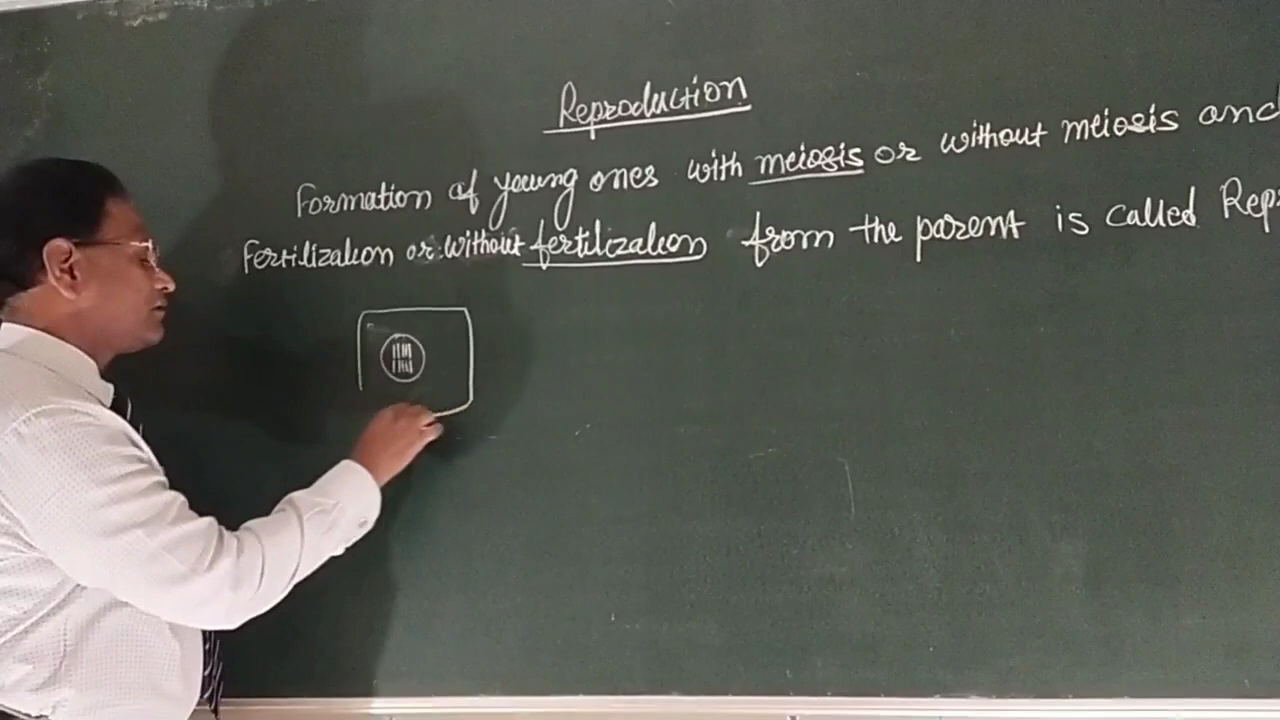 Reproduction
Formation of young ones with meiosis or without meiosis and
Fertilization or without fertilization from the parent is called Rep